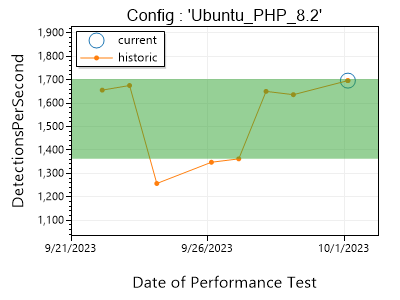 Config : 'Ubuntu_PHP_8.2'
current
historic
DetectionsPerSecond
1,900
1,800
1,700
1,600
1,500
1,400
1,300
1,200
1,100
9/21/2023
9/26/2023
10/1/2023
Date of Performance Test